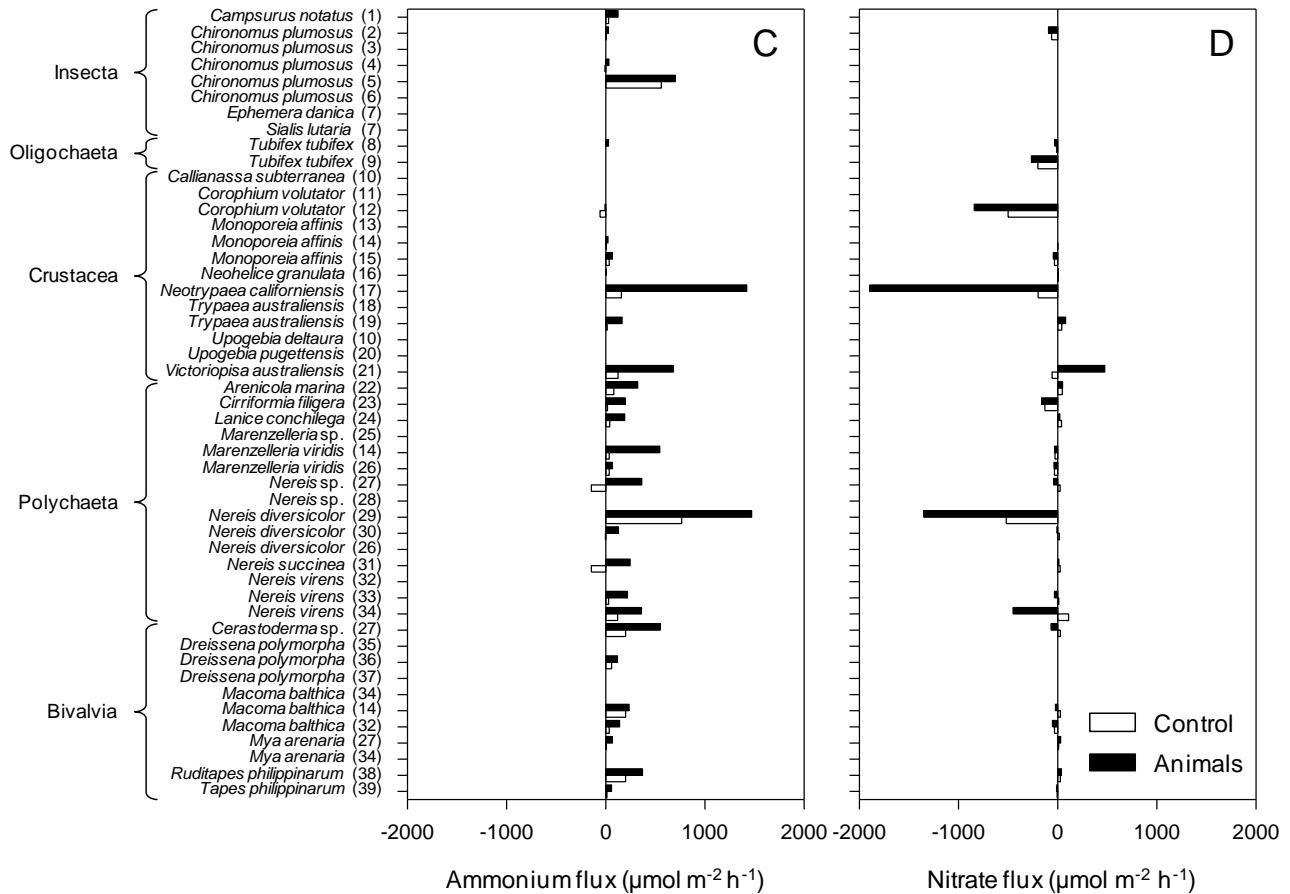 C
D
Insecta
Campsurus notatus (1)
Chironomus plumosus (2)
Chironomus plumosus (3)
Chironomus plumosus (4)
Chironomus plumosus (5)
Chironomus plumosus (6)
Ephemera danica (7)
Sialis lutaria (7)
Oligochaeta
Tubifex tubifex (8)
Tubifex tubifex (9)
Crustacea
Callianassa subterranea (10)
Corophium volutator (11)
Corophium volutator (12)
Monoporeia affinis (13)
Monoporeia affinis (14)
Monoporeia affinis (15)
Neohelice granulata (16)
Neotrypaea californiensis (17)
Trypaea australiensis (18)
Trypaea australiensis (19)
Upogebia deltaura (10)
Upogebia pugettensis (20)
Victoriopisa australiensis (21)
Polychaeta
Arenicola marina (22)
Cirriformia filigera (23)
Lanice conchilega (24)
Marenzelleria sp. (25)
Marenzelleria viridis (14)
Marenzelleria viridis (26)
Nereis sp. (27)
Nereis sp. (28)
Nereis diversicolor (29)
Nereis diversicolor (30)
Nereis diversicolor (26)
Nereis succinea (31)
Nereis virens (32)
Nereis virens (33)
Nereis virens (34)
Bivalvia
Cerastoderma sp. (27)
Dreissena polymorpha (35)
Dreissena polymorpha (36)
Dreissena polymorpha (37)
Macoma balthica (34)
Macoma balthica (14)
Macoma balthica (32)
Mya arenaria (27)
Mya arenaria (34)
Ruditapes philippinarum (38)
Tapes philippinarum (39)
Control
Animals
-2000 -1000 0 1000 2000
-2000 -1000 0 1000 2000
Ammonium flux (µmol m⁻² h⁻¹)
Nitrate flux (µmol m⁻² h⁻¹)